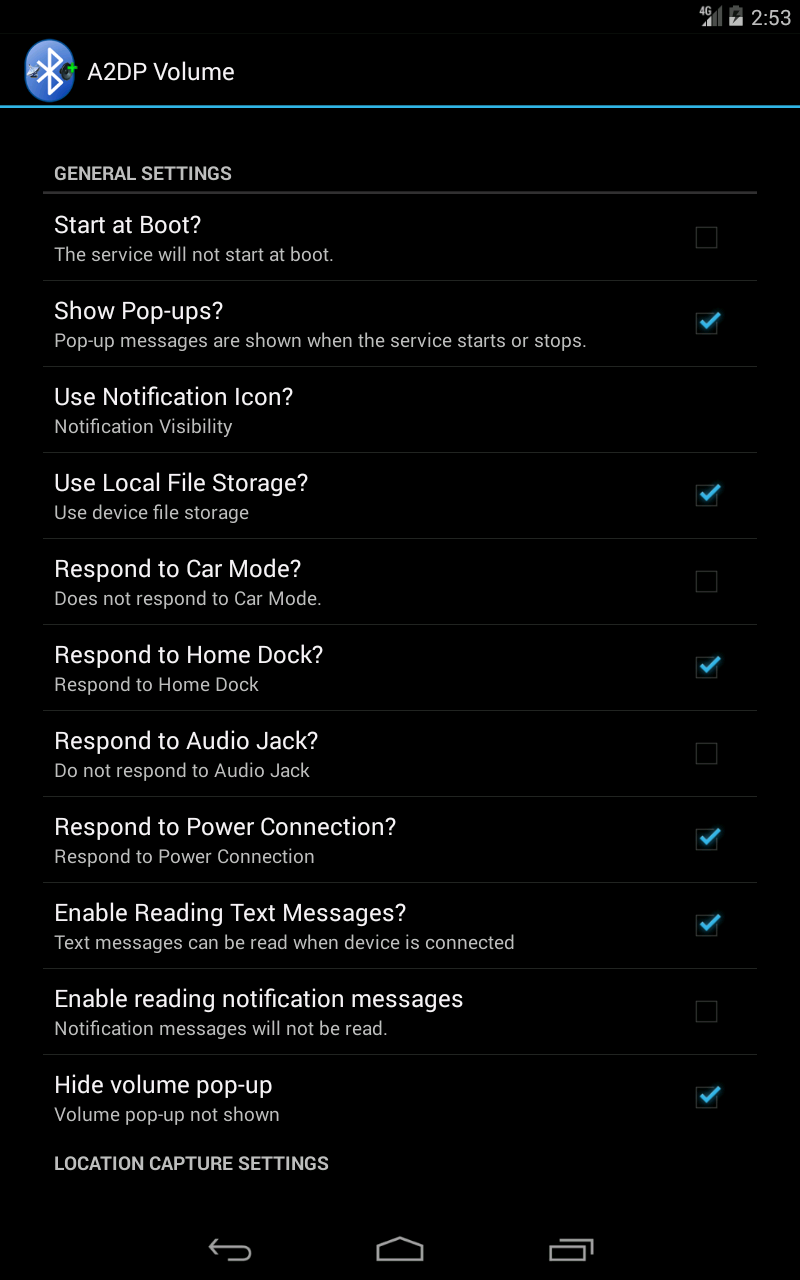 4G 2:53
A2DP Volume
GENERAL SETTINGS
Start at Boot?
The service will not start at boot.
Show Pop-ups?
Pop-up messages are shown when the service starts or stops.
Use Notification Icon?
Notification Visibility
Use Local File Storage?
Use device file storage
Respond to Car Mode?
Does not respond to Car Mode.
Respond to Home Dock?
Respond to Home Dock
Respond to Audio Jack?
Do not respond to Audio Jack
Respond to Power Connection?
Respond to Power Connection
Enable Reading Text Messages?
Text messages can be read when device is connected
Enable reading notification messages
Notification messages will not be read.
Hide volume pop-up
Volume pop-up not shown
LOCATION CAPTURE SETTINGS